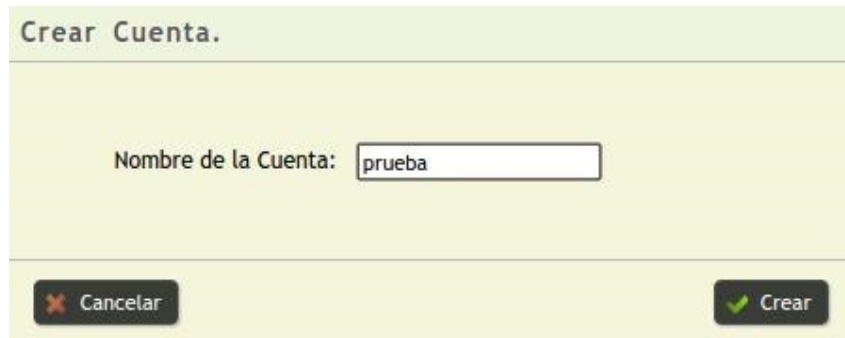 Crear Cuenta.
Nombre de la Cuenta: prueba
Cancelar Crear